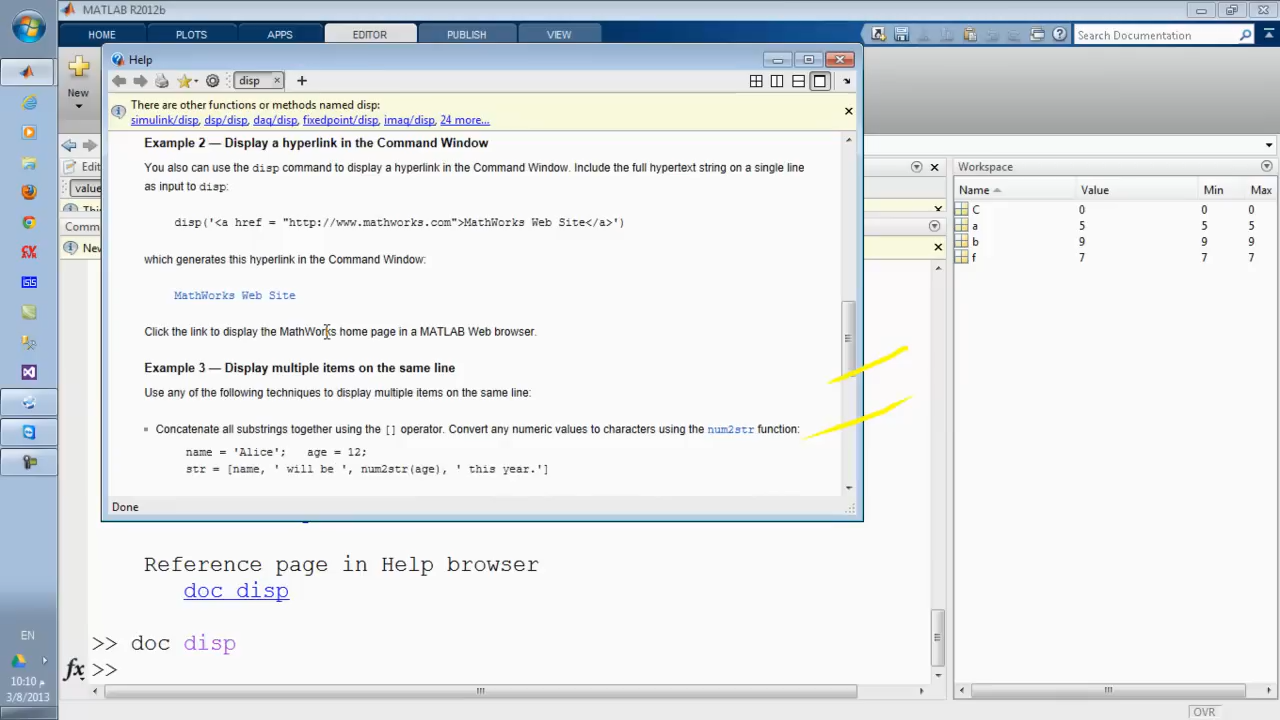 MATLAB R2012b
HOME PLOTS APPS EDITOR PUBLISH VIEW
Search Documentation
New
Help
disp
There are other functions or methods named disp:
simulink/disp, dsp/disp, daq/disp, fixedpoint/disp, imaq/disp, 24 more...
Example 2 — Display a hyperlink in the Command Window
You also can use the disp command to display a hyperlink in the Command Window. Include the full hypertext string on a single line
as input to disp:
disp('<a href = "http://www.mathworks.com">MathWorks Web Site</a>')
which generates this hyperlink in the Command Window:
MathWorks Web Site
Click the link to display the MathWorks home page in a MATLAB Web browser.
Example 3 — Display multiple items on the same line
Use any of the following techniques to display multiple items on the same line:
Concatenate all substrings together using the [] operator. Convert any numeric values to characters using the num2str function:
name = 'Alice'; age = 12;
str = [name, ' will be ', num2str(age), ' this year.']
Done
Edit
value
Comm
New
Workspace
Name Value Min Max
C 0 0 0
a 5 5 5
b 9 9 9
f 7 7 7
Reference page in Help browser
doc disp
>> doc disp
fx >>
EN
10:10 م
3/8/2013
OVR